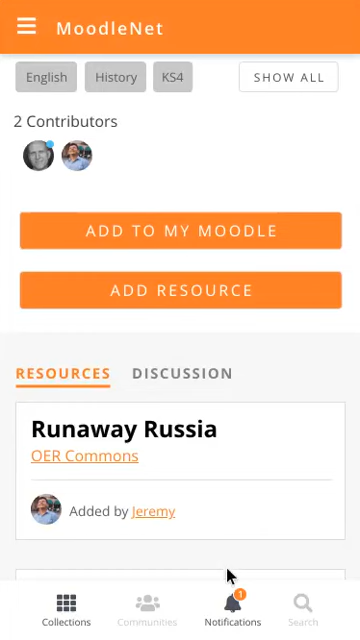 MoodleNet
English
History
KS4
SHOW ALL
2 Contributors
ADD TO MY MOODLE
ADD RESOURCE
RESOURCES
DISCUSSION
Runaway Russia
OER Commons
Added by Jeremy
1
Collections
Communities
Notifications
Search